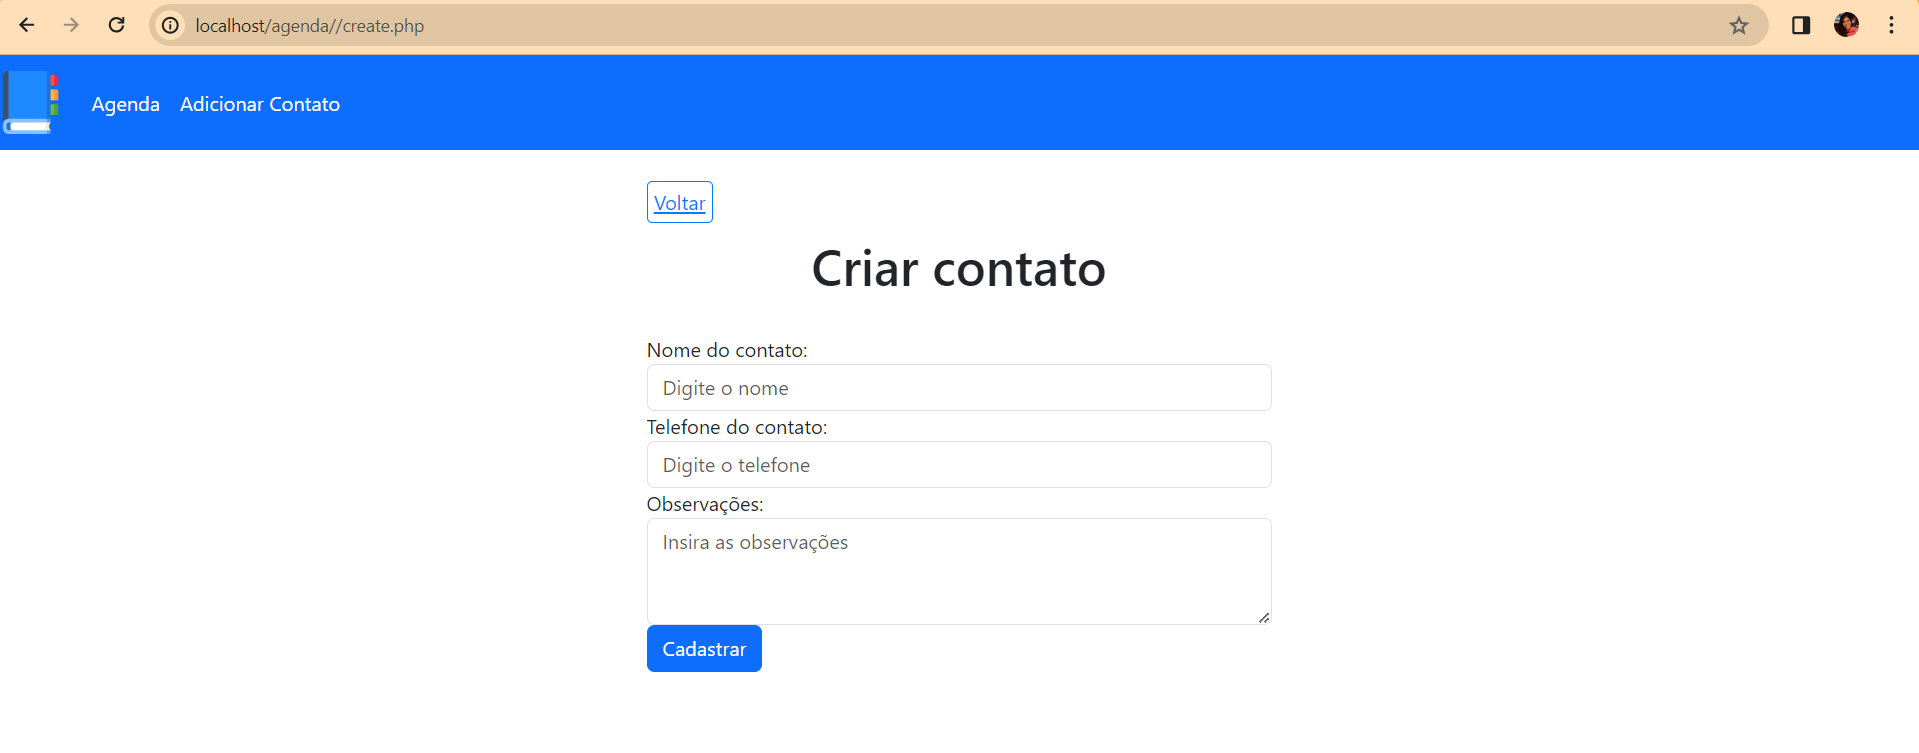 localhost/agenda//create.php
Agenda Adicionar Contato
Voltar
Criar contato
Nome do contato:
Digite o nome
Telefone do contato:
Digite o telefone
Observações:
Insira as observações
Cadastrar